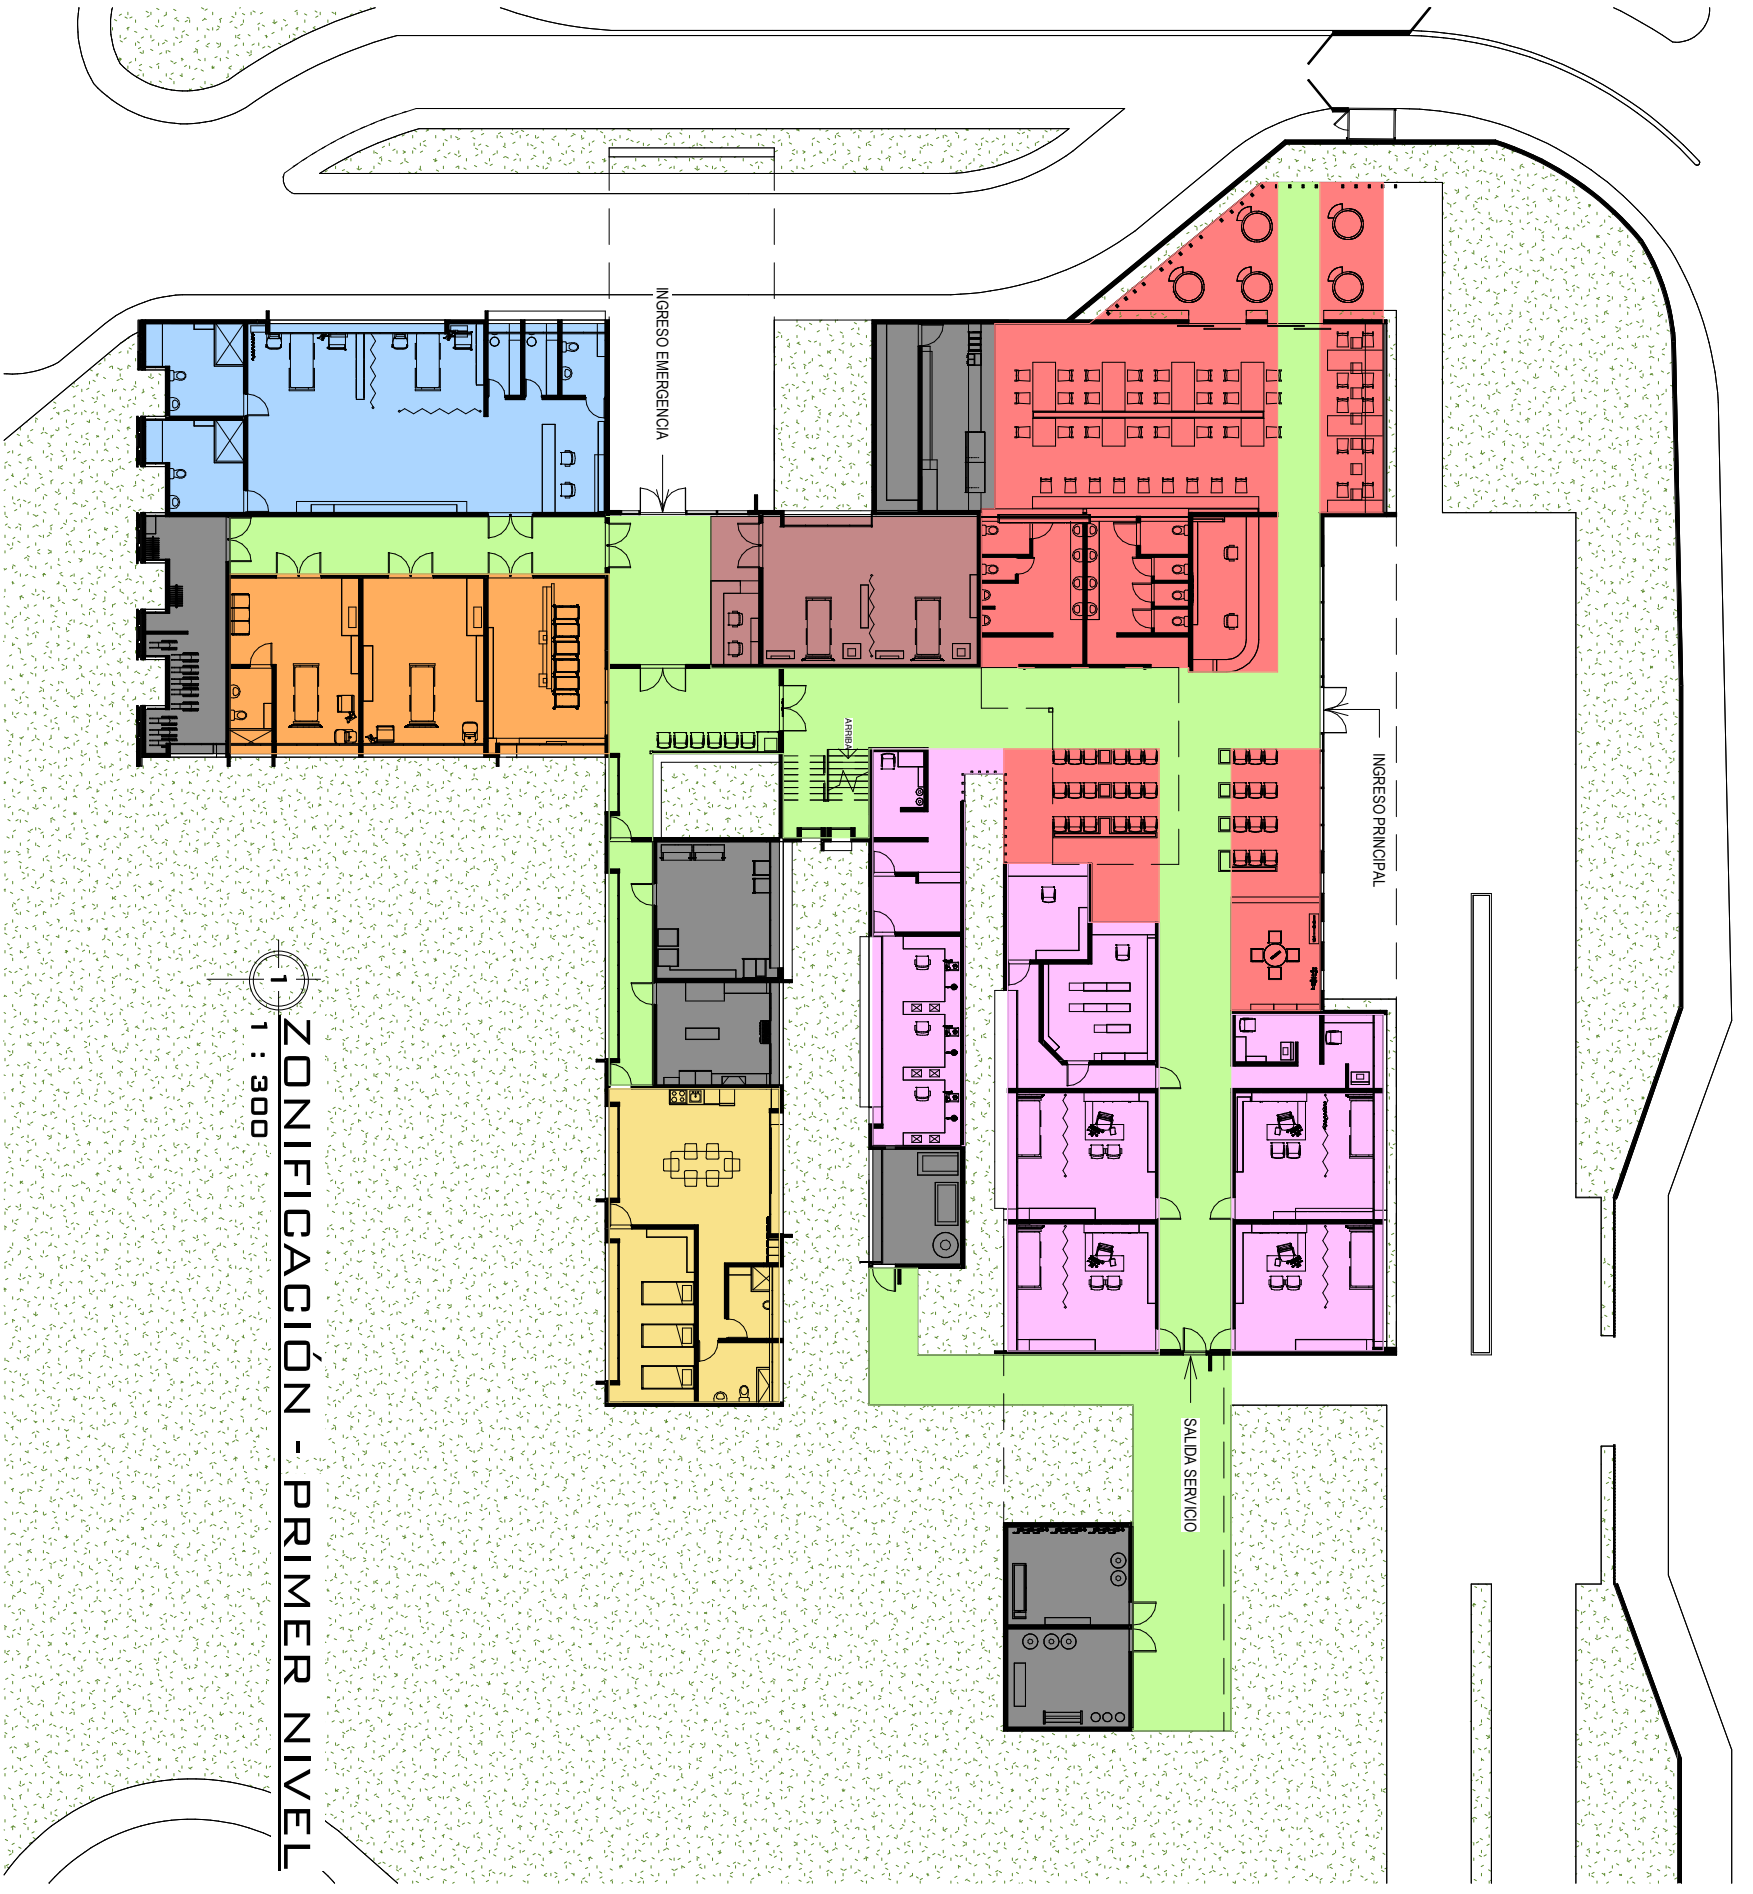 INGRESO EMERGENCIA
ARRIBA
INGRESO PRINCIPAL
SALIDA SERVICIO
1
ZONIFICACIÓN - PRIMER NIVEL
1 : 300